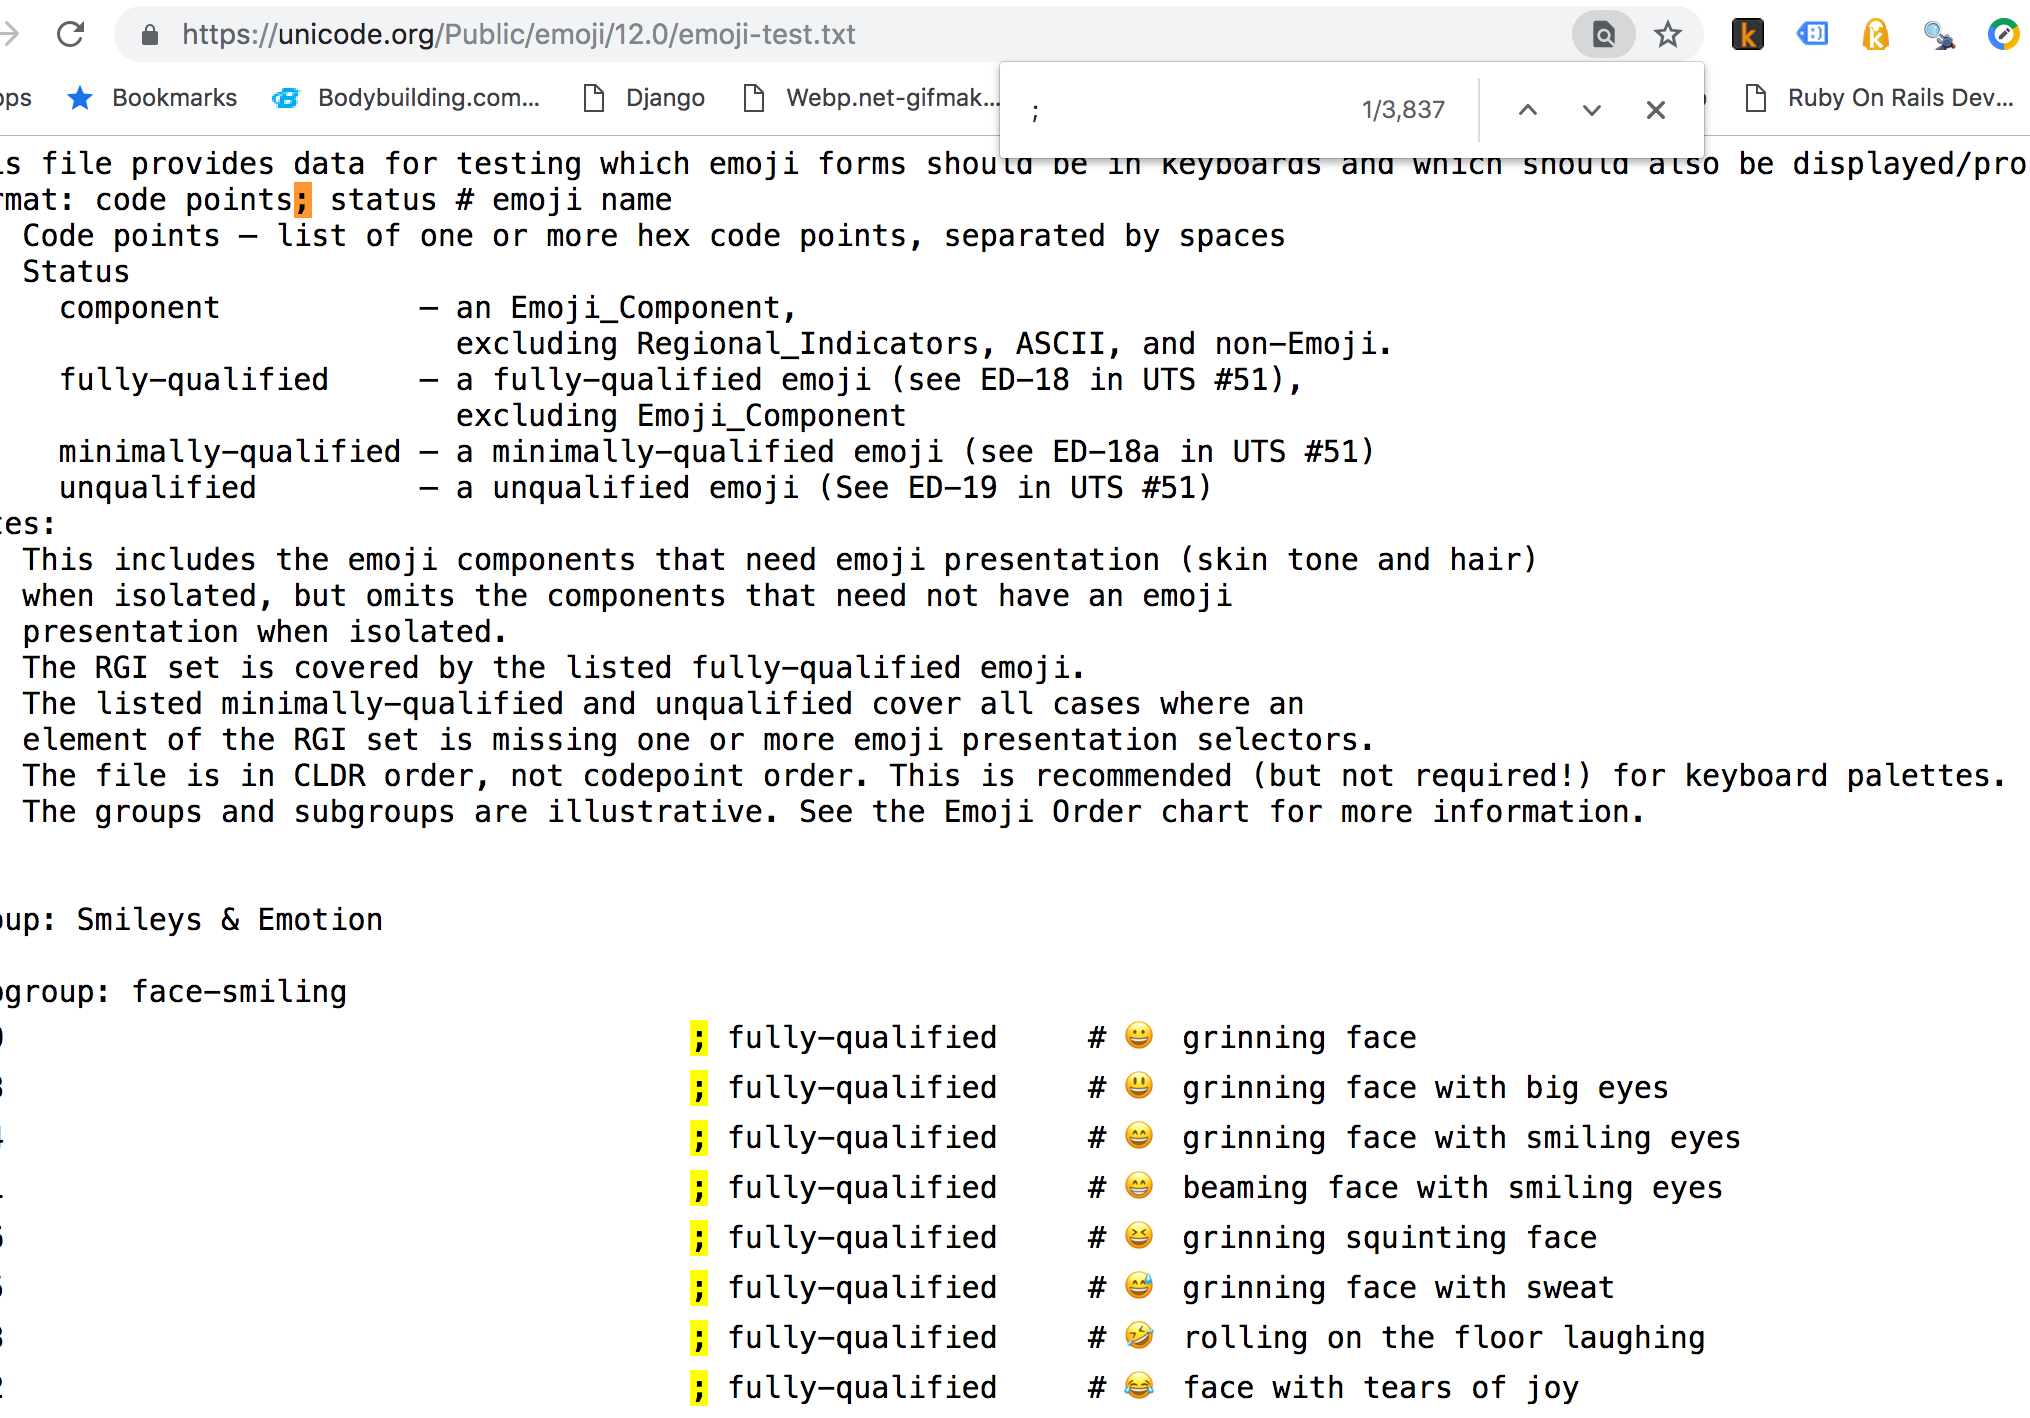 https://unicode.org/Public/emoji/12.0/emoji-test.txt
Bookmarks
Bodybuilding.com...
Django
Webp.net-gifmak...
; 1/3,837
Ruby On Rails Dev...
file provides data for testing which emoji forms should be in keyboards and which should also be displayed/pro
code points; status # emoji name
Code points — list of one or more hex code points, separated by spaces
Status
component — an Emoji_Component,
excluding Regional_Indicators, ASCII, and non-Emoji.
fully-qualified — a fully-qualified emoji (see ED-18 in UTS #51),
excluding Emoji_Component
minimally-qualified — a minimally-qualified emoji (see ED-18a in UTS #51)
unqualified — a unqualified emoji (See ED-19 in UTS #51)
tes:
This includes the emoji components that need emoji presentation (skin tone and hair)
when isolated, but omits the components that need not have an emoji
presentation when isolated.
The RGI set is covered by the listed fully-qualified emoji.
The listed minimally-qualified and unqualified cover all cases where an
element of the RGI set is missing one or more emoji presentation selectors.
The file is in CLDR order, not codepoint order. This is recommended (but not required!) for keyboard palettes.
The groups and subgroups are illustrative. See the Emoji Order chart for more information.
oup: Smileys & Emotion
group: face-smiling
; fully-qualified # 😀 grinning face
; fully-qualified # 😃 grinning face with big eyes
; fully-qualified # 😄 grinning face with smiling eyes
; fully-qualified # 😁 beaming face with smiling eyes
; fully-qualified # 😆 grinning squinting face
; fully-qualified # 😅 grinning face with sweat
; fully-qualified # 🤣 rolling on the floor laughing
; fully-qualified # 😂 face with tears of joy